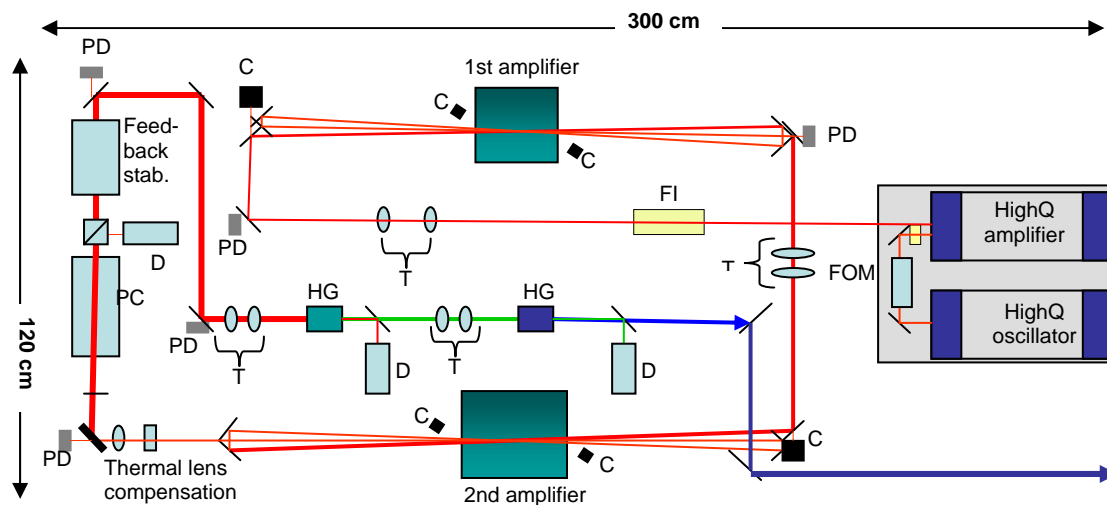 300 cm
PD
C
1st amplifier
C
Feed-
back
stab.
C
PD
FI
HighQ
amplifier
PD
D
T
T
FOM
PC
HG
HG
HighQ
oscillator
120 cm
PD
T
D
T
D
C
C
PD
C
Thermal lens
compensation
2nd amplifier